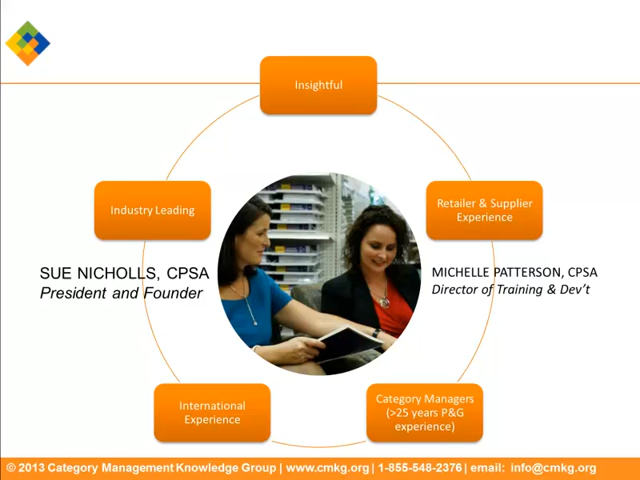 Insightful
Industry Leading
Retailer & Supplier
Experience
SUE NICHOLLS, CPSA
President and Founder
MICHELLE PATTERSON, CPSA
Director of Training & Dev't
International
Experience
Category Managers
(>25 years P&G
experience)
© 2013 Category Management Knowledge Group | www.cmkg.org | 1-855-548-2376 | email: info@cmkg.org